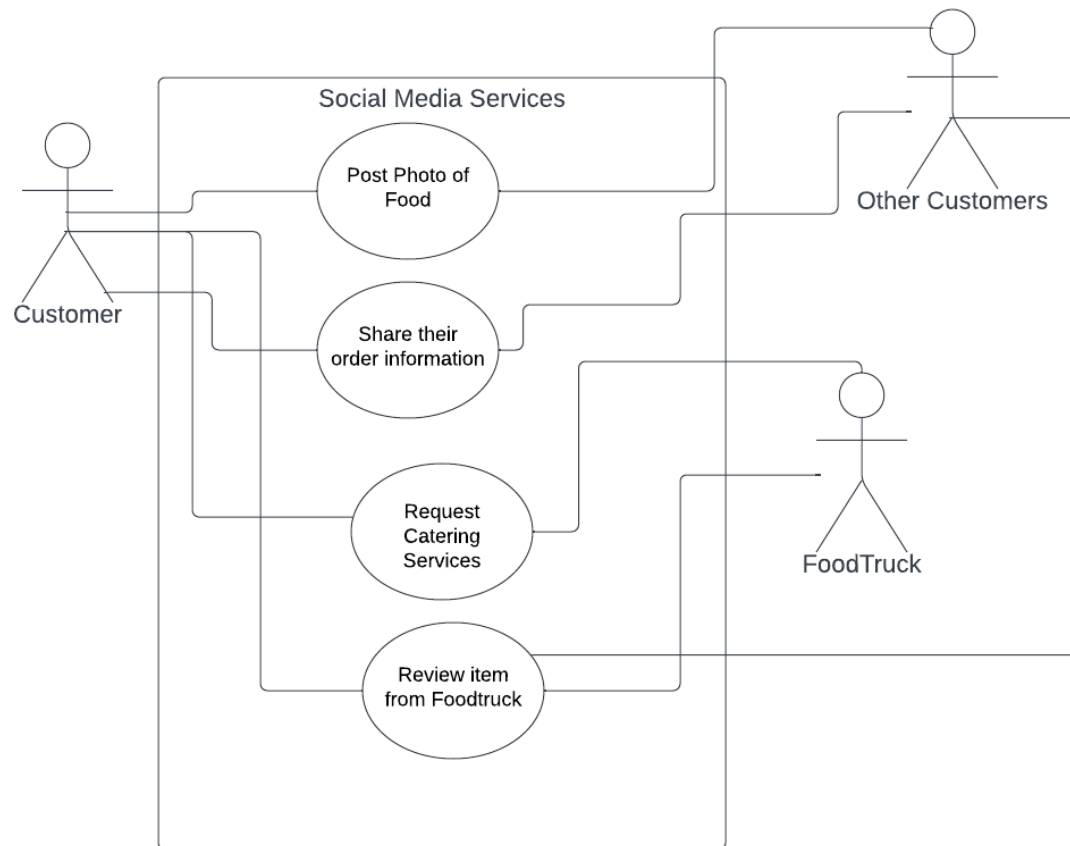 Social Media Services
Post Photo of
Food
Other Customers
Customer
Share their
order information
Request
Catering
Services
FoodTruck
Review item
from Foodtruck